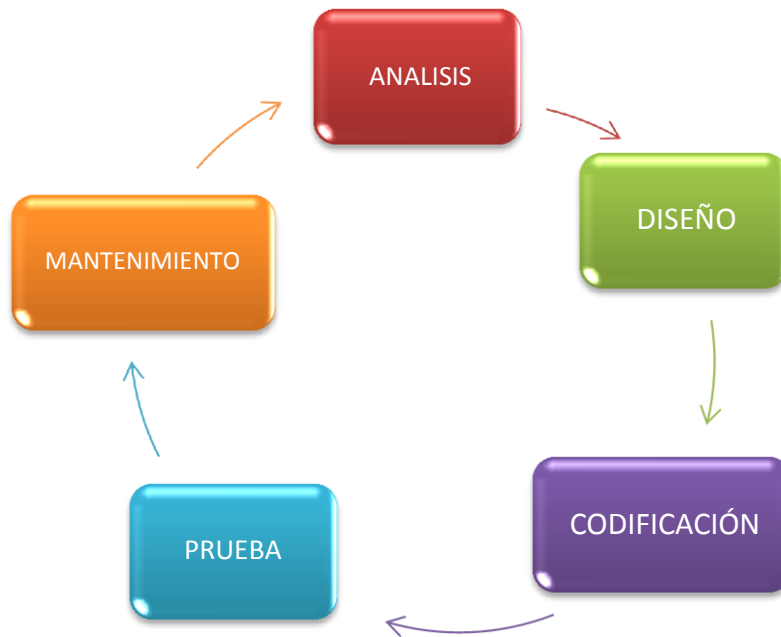 ANALISIS
DISEÑO
CODIFICACIÓN
PRUEBA
MANTENIMIENTO